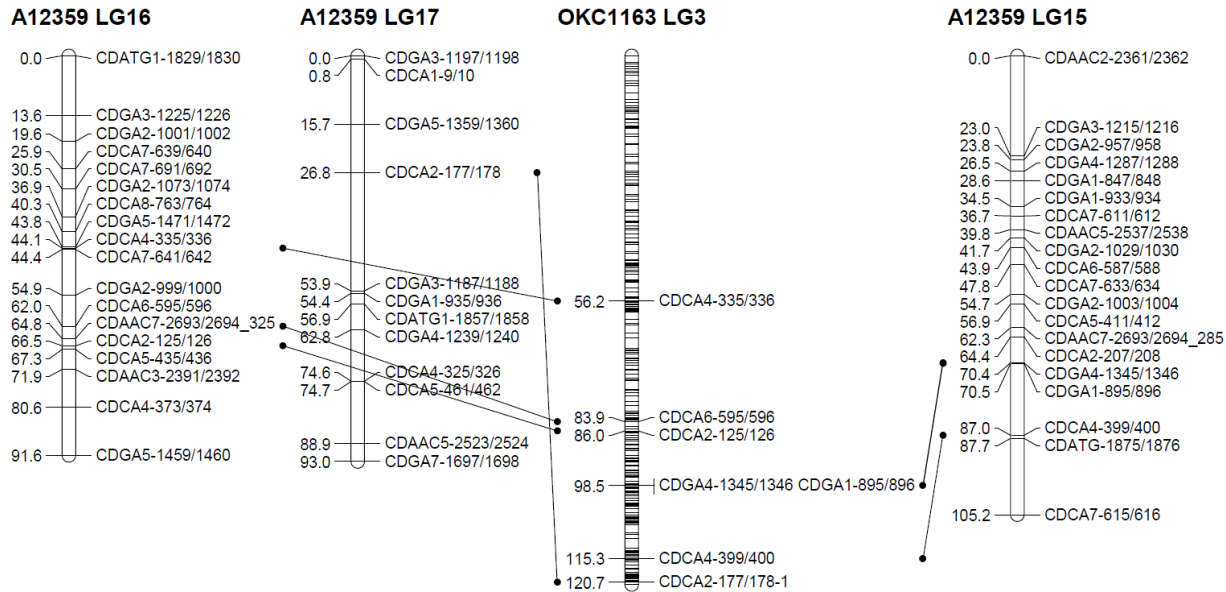 A12359 LG16
0.0 CDATG1-1829/1830
13.6 CDGA3-1225/1226
19.6 CDGA2-1001/1002
25.9 CDCA7-639/640
30.5 CDCA7-691/692
36.9 CDGA2-1073/1074
40.3 CDCA8-763/764
43.8 CDGA5-1471/1472
44.1 CDCA4-335/336
44.4 CDCA7-641/642
54.9 CDGA2-999/1000
62.0 CDCA6-595/596
64.8 CDAAC7-2693/2694_325
66.5 CDCA2-125/126
67.3 CDCA5-435/436
71.9 CDAAC3-2391/2392
80.6 CDCA4-373/374
91.6 CDGA5-1459/1460
A12359 LG17
0.0 CDGA3-1197/1198
0.8 CDCA1-9/10
15.7 CDGA5-1359/1360
26.8 CDCA2-177/178
53.9 CDGA3-1187/1188
54.4 CDGA1-935/936
56.9 CDATG1-1857/1858
62.8 CDGA4-1239/1240
74.6 CDCA4-325/326
74.7 CDCA5-461/462
88.9 CDAAC5-2523/2524
93.0 CDGA7-1697/1698
OKC1163 LG3
56.2 CDCA4-335/336
83.9 CDCA6-595/596
86.0 CDCA2-125/126
98.5 CDGA4-1345/1346 CDGA1-895/896
115.3 CDCA4-399/400
120.7 CDCA2-177/178-1
A12359 LG15
0.0 CDAAC2-2361/2362
23.0 CDGA3-1215/1216
23.8 CDGA2-957/958
26.5 CDGA4-1287/1288
28.6 CDGA1-847/848
34.5 CDGA1-933/934
36.7 CDCA7-611/612
39.8 CDAAC5-2537/2538
41.7 CDGA2-1029/1030
43.9 CDCA6-587/588
47.8 CDCA7-633/634
54.7 CDGA2-1003/1004
56.9 CDCA5-411/412
62.3 CDAAC7-2693/2694_285
64.4 CDCA2-207/208
70.4 CDGA4-1345/1346
70.5 CDGA1-895/896
87.0 CDCA4-399/400
87.7 CDATG-1875/1876
105.2 CDCA7-615/616